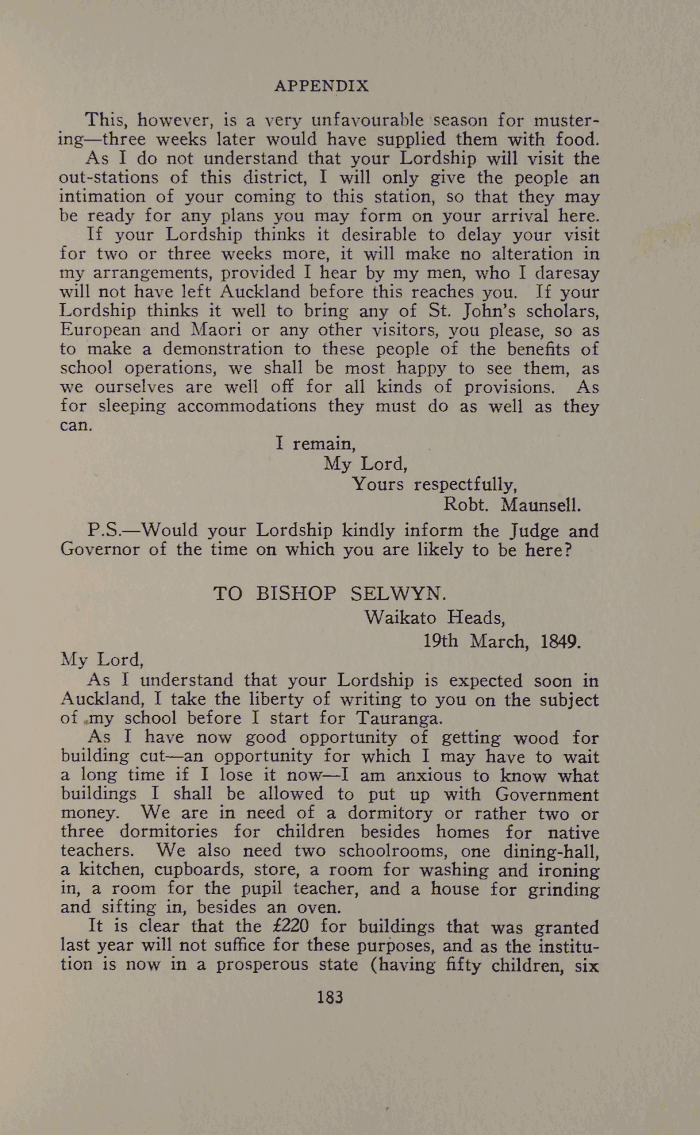 APPENDIX
This, however, is a very unfavourable season for muster-
ing—three weeks later would have supplied them with food.
As I do not understand that your Lordship will visit the
out-stations of this district, I will only give the people an
intimation of your coming to this station, so that they may
be ready for any plans you may form on your arrival here.
If your Lordship thinks it desirable to delay your visit
for two or three weeks more, it will make no alteration in
my arrangements, provided I hear by my men, who I daresay
will not have left Auckland before this reaches you. If your
Lordship thinks it well to bring any of St. John's scholars,
European and Maori or any other visitors, you please, so as
to make a demonstration to these people of the benefits of
school operations, we shall be most happy to see them, as
we ourselves are well off for all kinds of provisions. As
for sleeping accommodations they must do as well as they
can.
I remain,
My Lord,
Yours respectfully,
Robt. Maunsell.
P.S.—Would your Lordship kindly inform the Judge and
Governor of the time on which you are likely to be here?
TO BISHOP SELWYN.
Waikato Heads,
19th March, 1849.
My Lord,
As I understand that your Lordship is expected soon in
Auckland, I take the liberty of writing to you on the subject
of my school before I start for Tauranga.
As I have now good opportunity of getting wood for
building cut—an opportunity for which I may have to wait
a long time if I lose it now—I am anxious to know what
buildings I shall be allowed to put up with Government
money. We are in need of a dormitory or rather two or
three dormitories for children besides homes for native
teachers. We also need two schoolrooms, one dining-hall,
a kitchen, cupboards, store, a room for washing and ironing
in, a room for the pupil teacher, and a house for grinding
and sifting in, besides an oven.
It is clear that the £220 for buildings that was granted
last year will not suffice for these purposes, and as the institu-
tion is now in a prosperous state (having fifty children, six
183